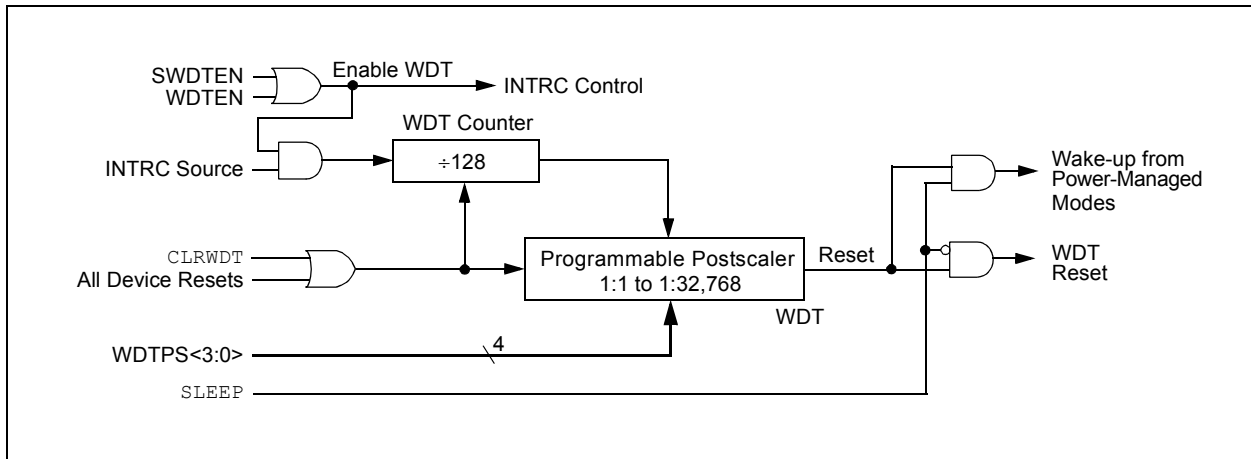 SWDTEN
WDTEN
Enable WDT
INTRC Control
WDT Counter
÷128
INTRC Source
Wake-up from
Power-Managed
Modes
CLRWDT
All Device Resets
Programmable Postscaler
1:1 to 1:32,768
Reset
WDT
Reset
WDT
4
WDTPS<3:0>
SLEEP